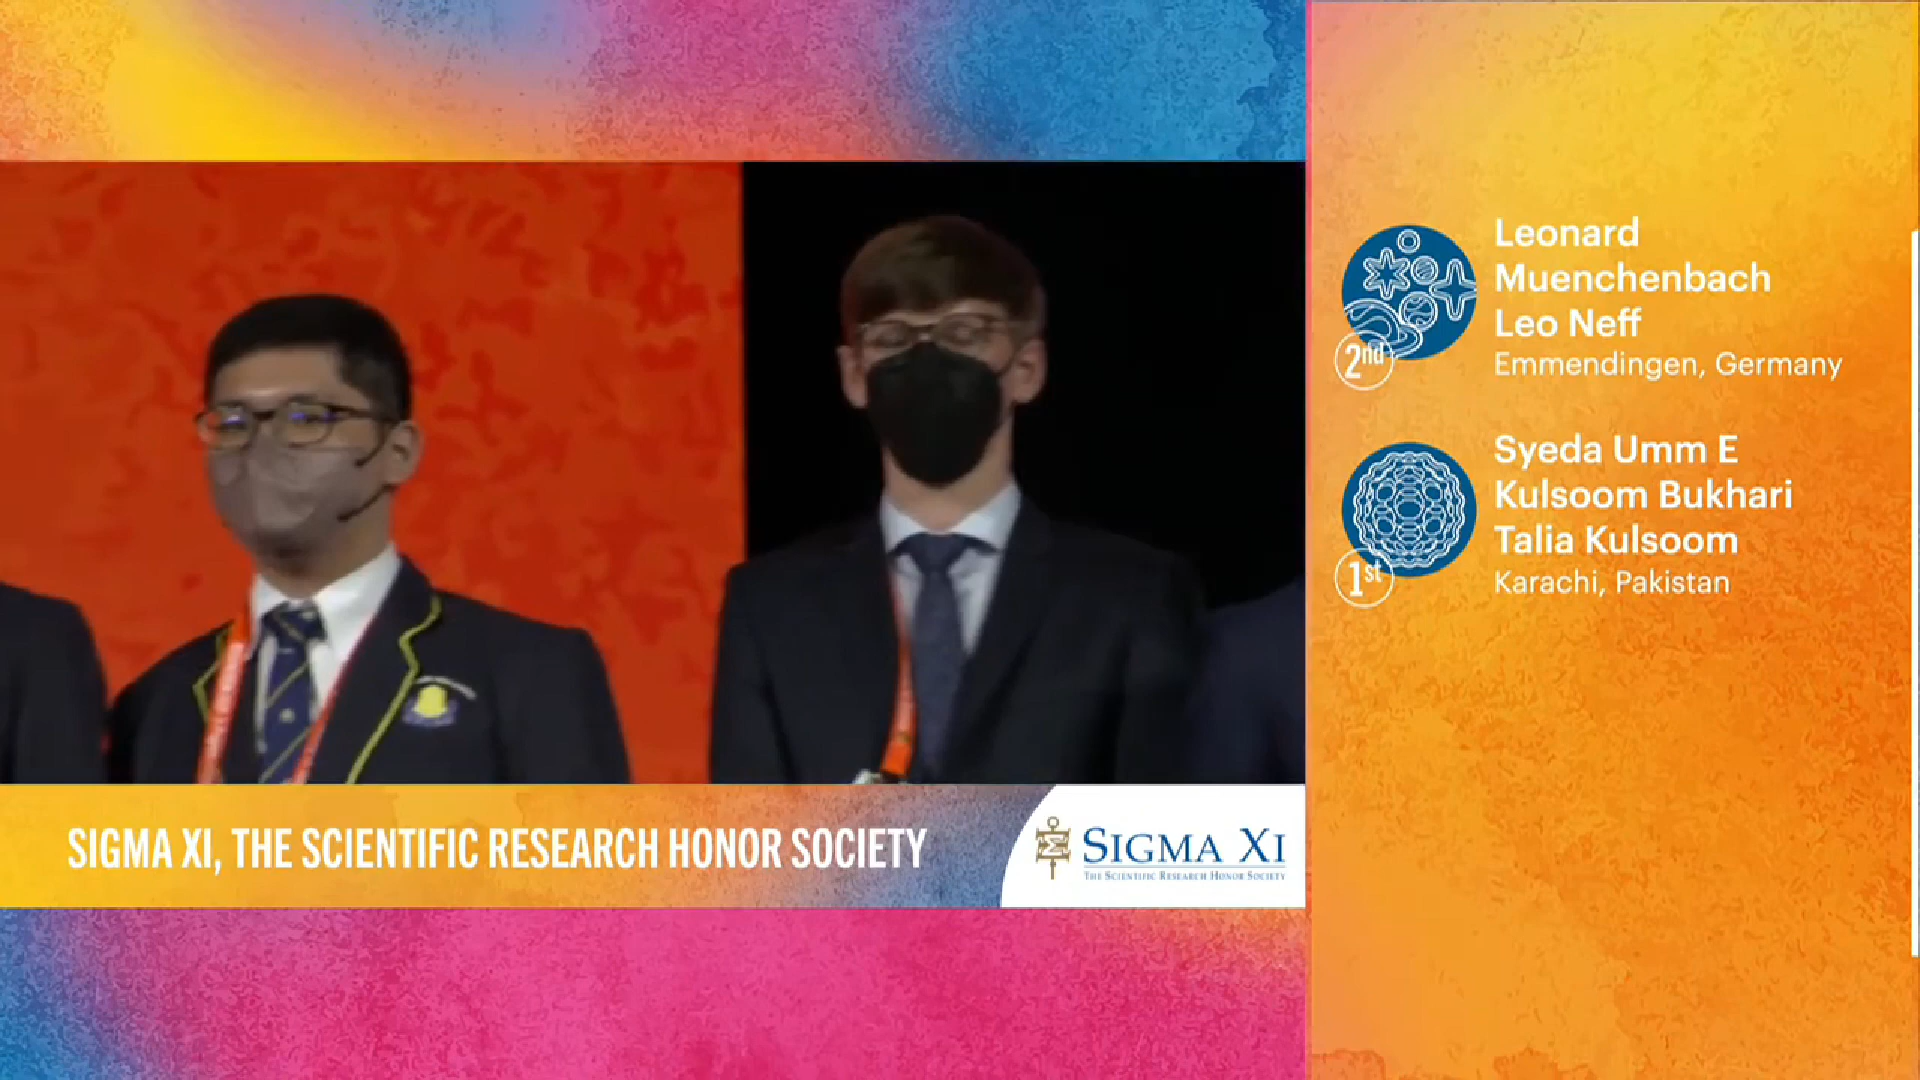 Leonard
Muenchenbach
Leo Neff
Emmendingen, Germany
2nd
Syeda Umm E
Kulsoom Bukhari
Talia Kulsoom
Karachi, Pakistan
1st
SIGMA XI, THE SCIENTIFIC RESEARCH HONOR SOCIETY
SIGMA XI
THE SCIENTIFIC RESEARCH HONOR SOCIETY